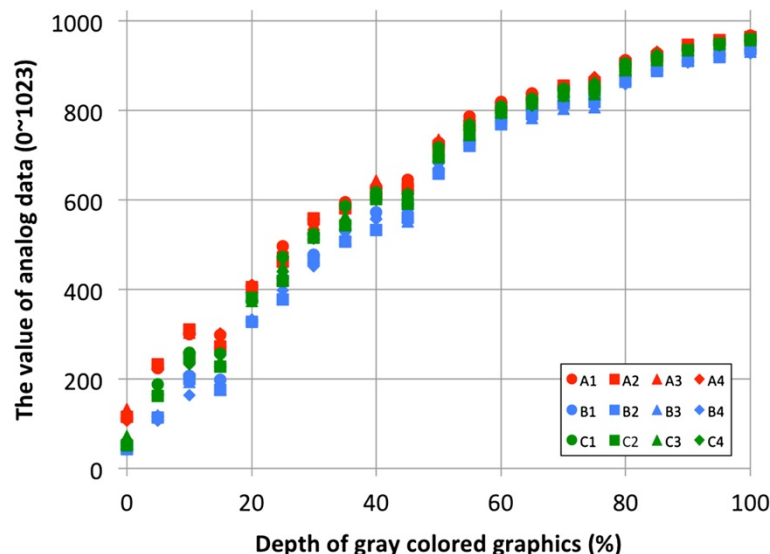 The value of analog data (0~1023)
1000
800
600
400
200
0
0 20 40 60 80 100
Depth of gray colored graphics (%)
A1 A2 A3 A4
B1 B2 B3 B4
C1 C2 C3 C4